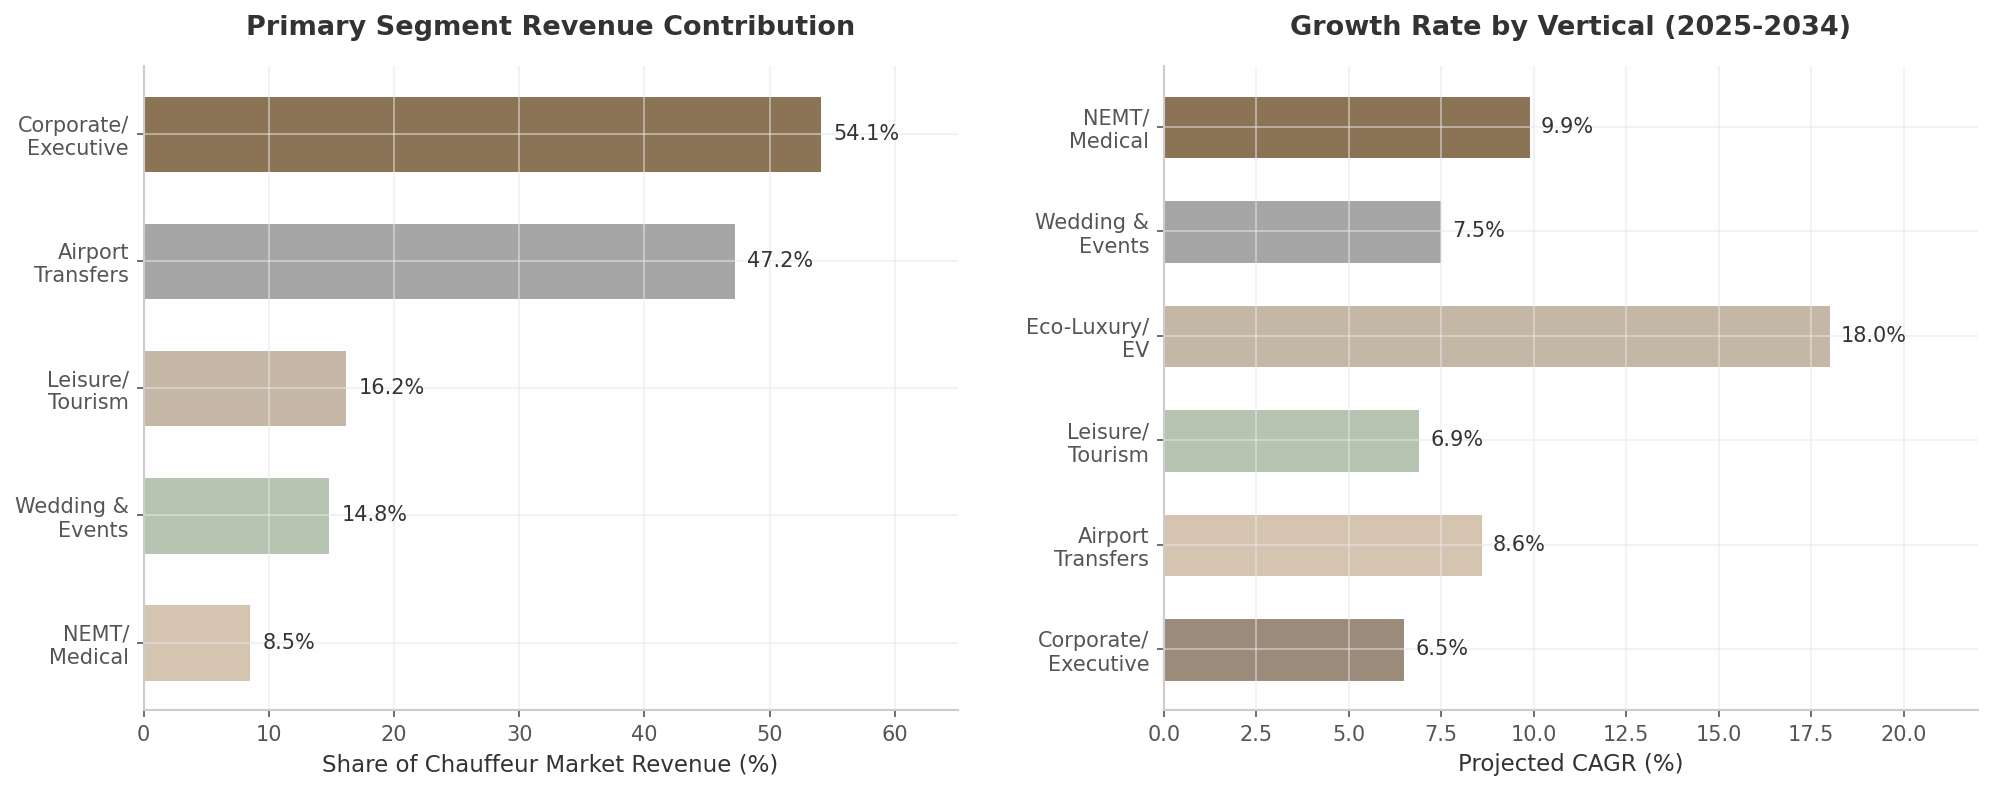 Primary Segment Revenue Contribution
Corporate/
Executive
54.1%
Airport
Transfers
47.2%
Leisure/
Tourism
16.2%
Wedding &
Events
14.8%
NEMT/
Medical
8.5%
0 10 20 30 40 50 60
Share of Chauffeur Market Revenue (%)
Growth Rate by Vertical (2025-2034)
NEMT/
Medical
9.9%
Wedding &
Events
7.5%
Eco-Luxury/
EV
18.0%
Leisure/
Tourism
6.9%
Airport
Transfers
8.6%
Corporate/
Executive
6.5%
0.0 2.5 5.0 7.5 10.0 12.5 15.0 17.5 20.0
Projected CAGR (%)